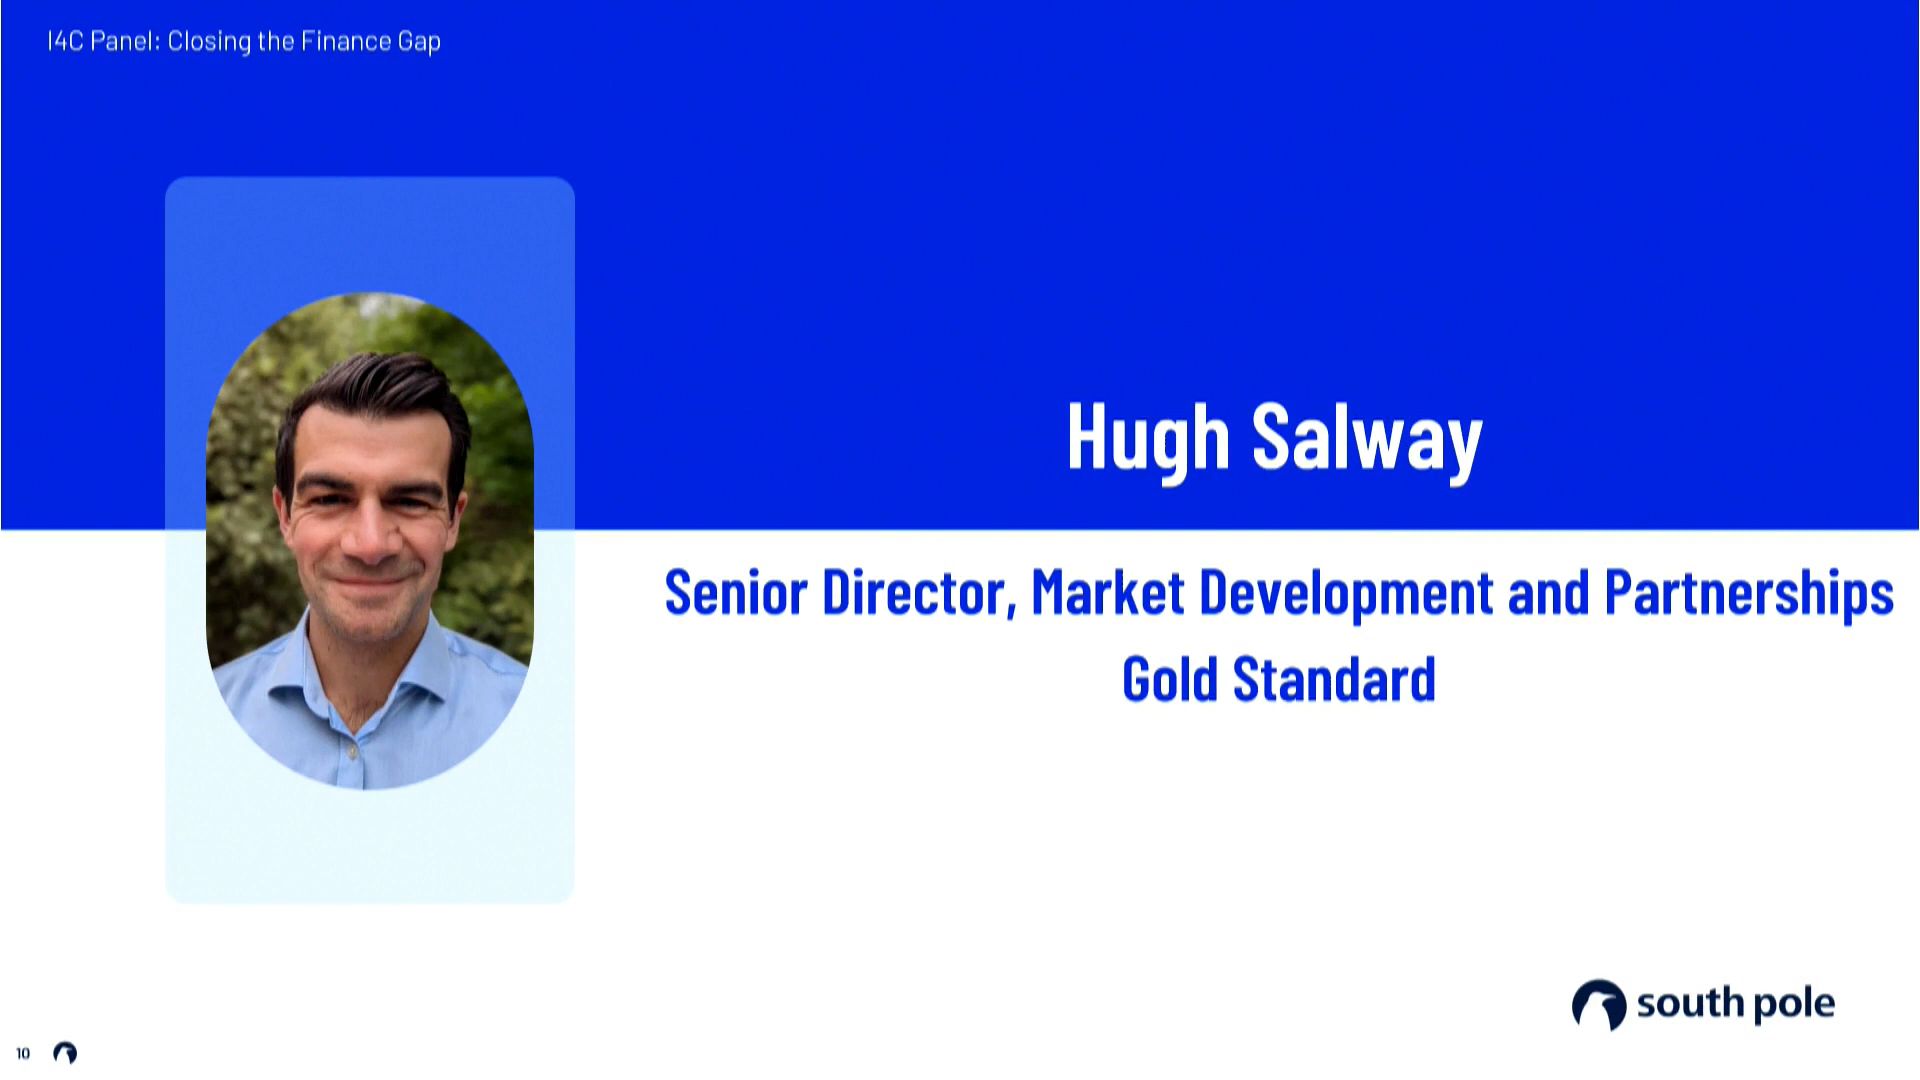 I4C Panel: Closing the Finance Gap
Hugh Salway
Senior Director, Market Development and Partnerships
Gold Standard
south pole
10